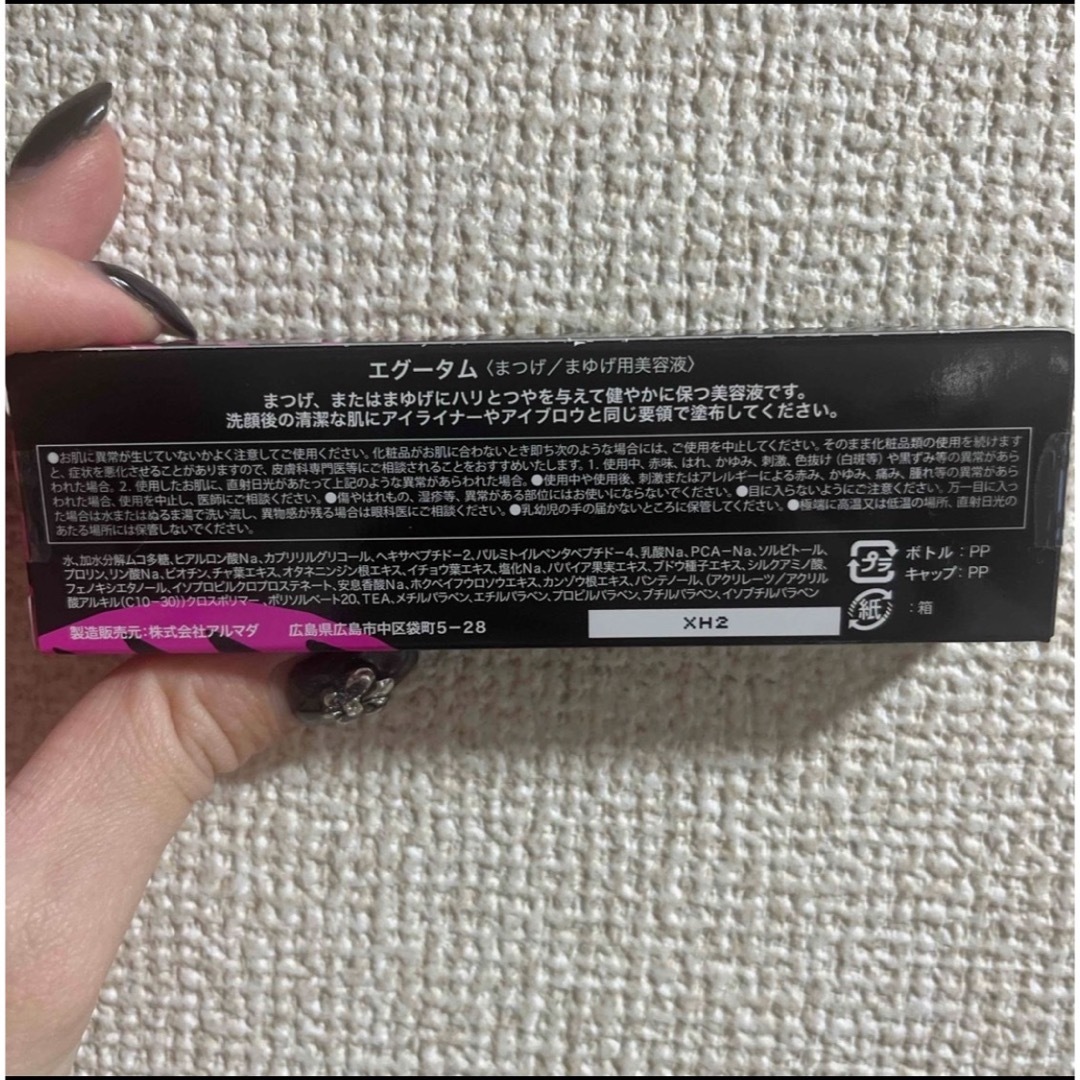 エグータム〈まつげ/まゆげ用美容液〉
まつげ、またはまゆげにハリとつやを与えて健やかに保つ美容液です。
洗顔後の清潔な肌にアイライナーやアイブロウと同じ要領で塗布してください。
●お肌に異常が生じていないかよく注意してご使用ください。化粧品がお肌に合わないとき即ち次のような場合には、ご使用を中止してください。そのまま化粧品類の使用を続けます
と、症状を悪化させることがありますので、皮膚科専門医等にご相談されることをおすすめいたします。1. 使用中、赤味、はれ、かゆみ、刺激、色抜け(白斑等)や黒ずみ等の異常があら
われた場合。2. 使用したお肌に、直射日光があたって上記のような異常があらわれた場合。●使用中や使用後、刺激またはアレルギーによる赤み、かゆみ、痛み、腫れ等の異常があら
われた場合、使用を中止し、医師にご相談ください。●傷やはれもの、湿疹等、異常がある部位にはお使いにならないでください。●目に入らないようにご注意ください。万一目に入っ
た場合は水またはぬるま湯で洗い流し、異物感が残る場合は眼科医にご相談ください。●乳幼児の手の届かないところに保管してください。●極端に高温又は低温の場所、直射日光の
あたる場所には保管しないでください。
水、加水分解ムコ多糖、ヒアルロン酸Na、カプリリルグリコール、ヘキサペプチド-2、パルミトイルペンタペプチド-4、乳酸Na、PCA-Na、ソルビトール、
プロリン、リン酸Na、ビオチン、チャ葉エキス、オタネニンジン根エキス、イチョウ葉エキス、塩化Na、パパイア果実エキス、ブドウ種子エキス、シルクアミノ酸、
フェノキシエタノール、イソプロピルクロプロステネート、安息香酸Na、ホクベイフウロソウエキス、カンゾウ根エキス、パンテノール、(アクリレーツ/アクリル
酸アルキル(C10-30))クロスポリマー、ポリソルベート20、TEA、メチルパラベン、エチルパラベン、プロピルパラベン、ブチルパラベン、イソブチルパラベン
製造販売元:株式会社アルマダ 広島県広島市中区袋町5-28
XH2
プラ ボトル:PP
キャップ:PP
紙 :箱